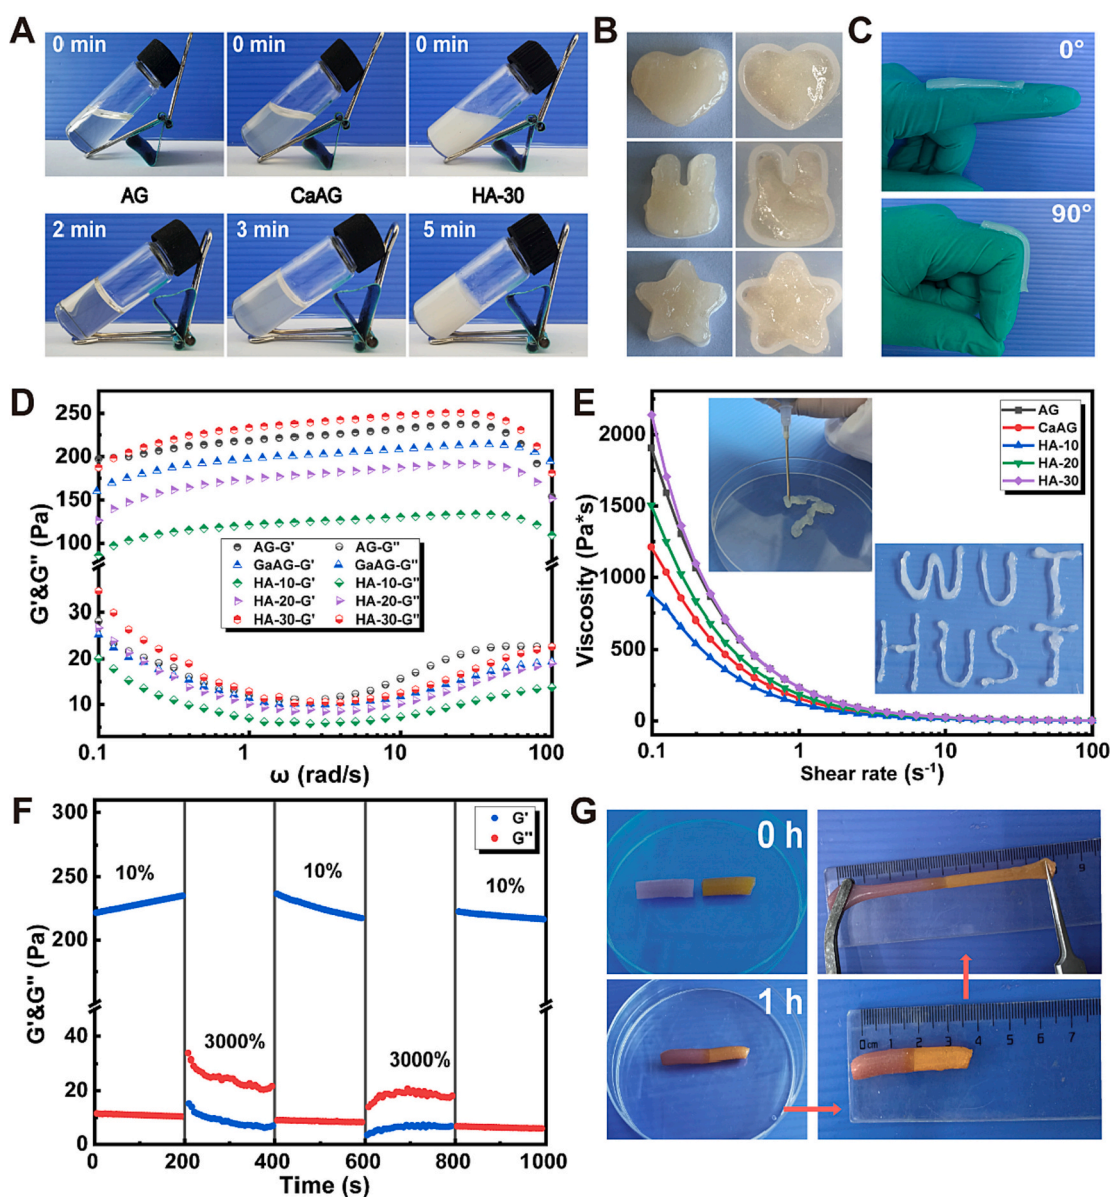 A
0 min
0 min
0 min
AG
CaAG
HA-30
2 min
3 min
5 min
B
C
0°
90°
D
250
200
150
100
30
20
10
G'&G'' (Pa)
AG-G' AG-G''
GaAG-G' GaAG-G''
HA-10-G' HA-10-G''
HA-20-G' HA-20-G''
HA-30-G' HA-30-G''
0.1 1 10 100
ω (rad/s)
E
2000
1500
1000
500
0
Viscosity (Pa*s)
AG
CaAG
HA-10
HA-20
HA-30
WUT
HUST
0.1 1 10 100
Shear rate (s⁻¹)
F
300
250
200
40
20
0
G'&G'' (Pa)
G'
G''
10%
10%
10%
3000%
3000%
0 200 400 600 800 1000
Time (s)
G
0 h
9
1 h
0cm 1 2 3 4 5 6 7